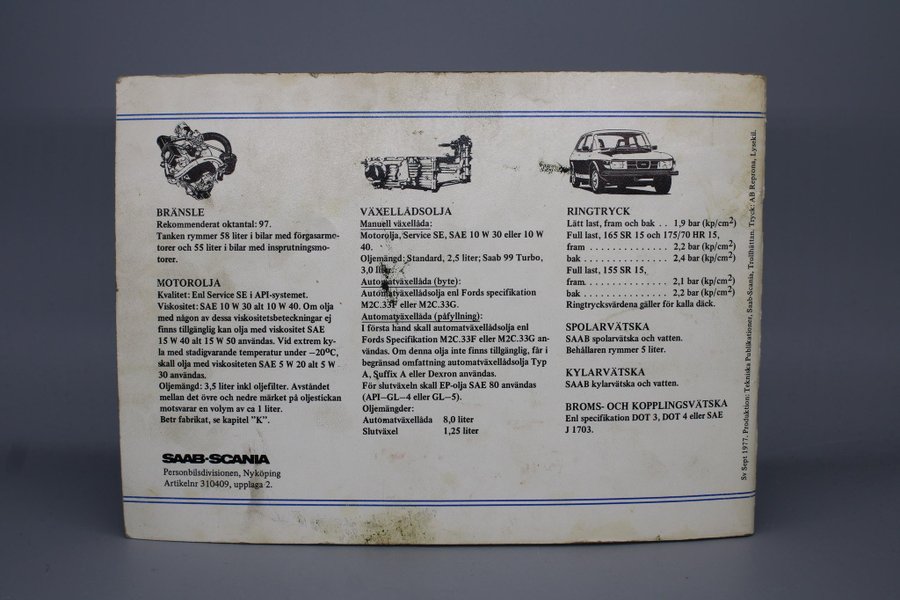 BRÄNSLE
Rekommenderat oktantal: 97.
Tanken rymmer 58 liter i bilar med förgasarmo-
torer och 55 liter i bilar med insprutningsmo-
torer.
MOTOROLJA
Kvalitet: Enl Service SE i API-systemet.
Viskositet: SAE 10 W 30 alt 10 W 40. Om olja
med någon av dessa viskositetsbeteckningar ej
finns tillgänglig kan olja med viskositet SAE
15 W 40 alt 15 W 50 användas. Vid extrem ky-
la med stadigvarande temperatur under –20°C,
skall olja med viskositeten SAE 5 W 20 alt 5 W
30 användas.
Oljemängd: 3,5 liter inkl oljefilter. Avståndet
mellan det övre och nedre märket på oljestickan
motsvarar en volym av ca 1 liter.
Betr fabrikat, se kapitel "K".
SAAB-SCANIA
Personbilsdivisionen, Nyköping
Artikelnr 310409, upplaga 2.
VÄXELLÅDSOLJA
Manuell växellåda:
Motorolja, Service SE, SAE 10 W 30 eller 10 W
40.
Oljemängd: Standard, 2,5 liter; Saab 99 Turbo,
3,0 liter.
Automatväxellåda (byte):
Automatväxellådsolja enl Fords specifikation
M2C.33F eller M2C.33G.
Automatväxellåda (påfyllning):
I första hand skall automatväxellådsolja enl
Fords Specifikation M2C.33F eller M2C.33G an-
vändas. Om denna olja inte finns tillgänglig, får i
begränsad omfattning automatväxellådsolja Typ
A, Suffix A eller Dexron användas.
För slutväxeln skall EP-olja SAE 80 användas
(API–GL–4 eller GL–5).
Oljemängder:
Automatväxellåda 8,0 liter
Slutväxel 1,25 liter
RINGTRYCK
Lätt last, fram och bak . . 1,9 bar (kp/cm2)
Full last, 165 SR 15 och 175/70 HR 15,
fram . . . . . . . . . . . . 2,2 bar (kp/cm2)
bak . . . . . . . . . . . . . 2,4 bar (kp/cm2)
Full last, 155 SR 15,
fram. . . . . . . . . . . . . 2,1 bar (kp/cm2)
bak . . . . . . . . . . . . . 2,2 bar (kp/cm2)
Ringtrycksvärdena gäller för kalla däck.
SPOLARVÄTSKA
SAAB spolarvätska och vatten.
Behållaren rymmer 5 liter.
KYLARVÄTSKA
SAAB kylarvätska och vatten.
BROMS- OCH KOPPLINGSVÄTSKA
Enl specifikation DOT 3, DOT 4 eller SAE
J 1703.
Sv Sept 1977. Produktion: Tekniska Publikationer, Saab-Scania, Trollhättan. Tryck: AB Reprona, Lysekil.